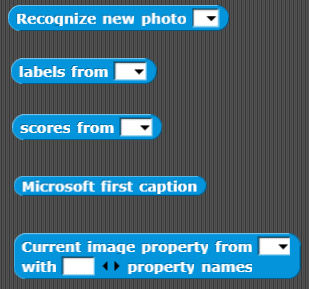 Recognize new photo
labels from
scores from
Microsoft first caption
Current image property from
with property names